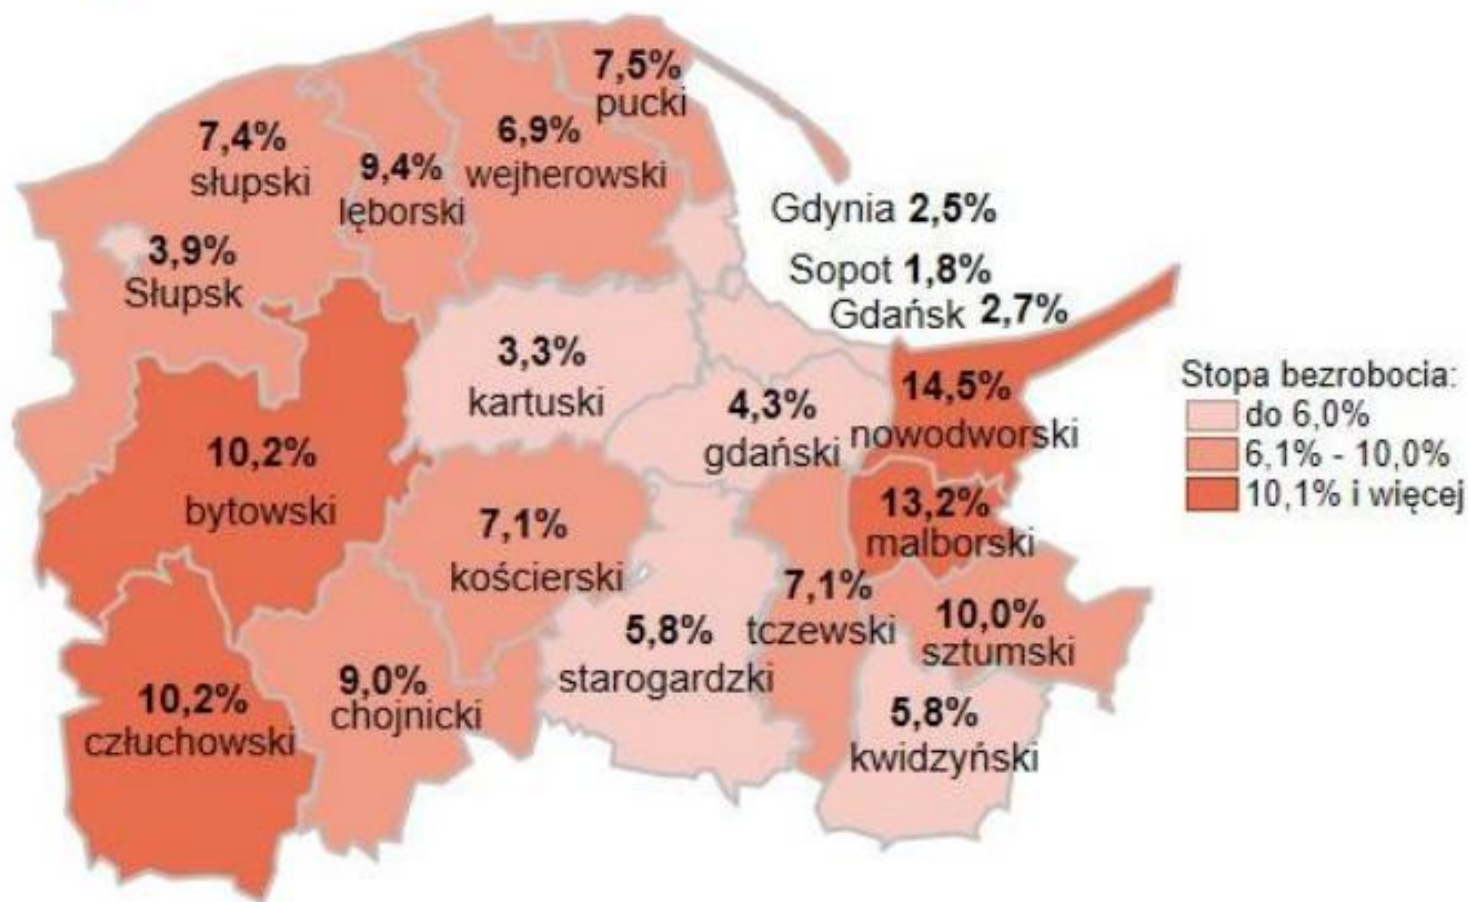 7,5%
pucki
7,4%
słupski
9,4%
lęborski
6,9%
wejherowski
Gdynia 2,5%
Sopot 1,8%
Gdańsk 2,7%
3,9%
Słupsk
3,3%
kartuski
4,3%
gdański
14,5%
nowodworski
Stopa bezrobocia:
do 6,0%
6,1% - 10,0%
10,1% i więcej
10,2%
bytowski
7,1%
kościerski
13,2%
malborski
7,1%
tczewski
10,0%
sztumski
5,8%
starogardzki
10,2%
człuchowski
9,0%
chojnicki
5,8%
kwidzyński